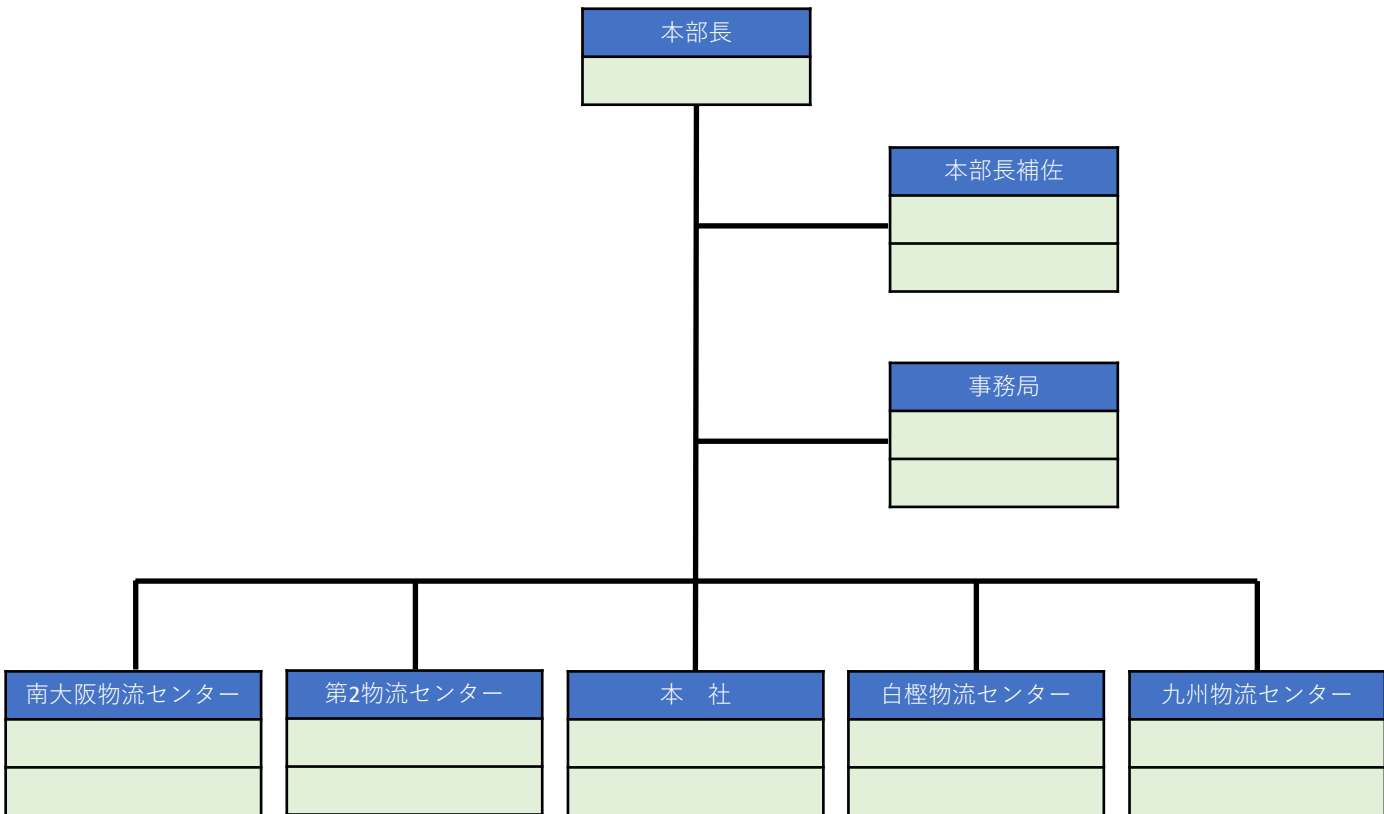 本部長
本部長補佐
事務局
南大阪物流センター
第2物流センター
本　社
白樫物流センター
九州物流センター